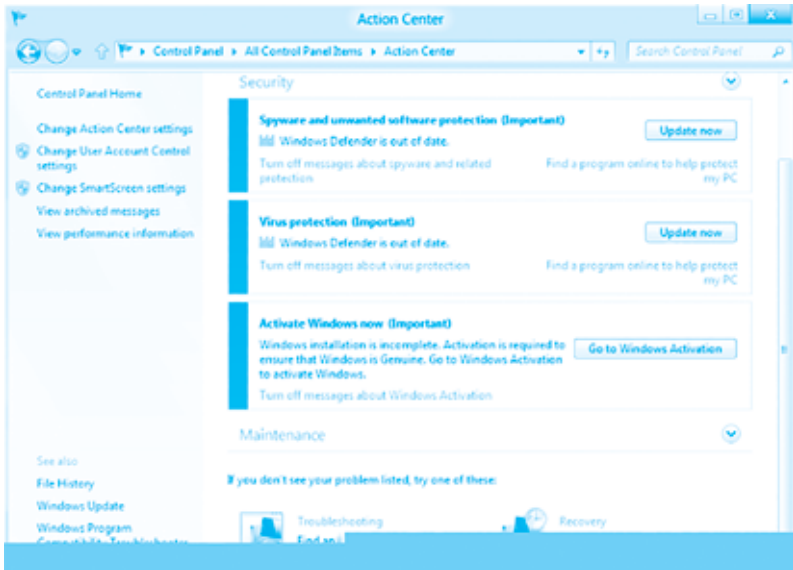 Action Center
Control Panel ▸ All Control Panel Items ▸ Action Center
Search Control Panel
Control Panel Home
Change Action Center settings
Change User Account Control
settings
Change SmartScreen settings
View archived messages
View performance information
See also
File History
Windows Update
Windows Program
Compatibility Troubleshooter
Security
Spyware and unwanted software protection (Important)
Windows Defender is out of date.
Update now
Turn off messages about spyware and related
protection
Find a program online to help protect
my PC
Virus protection (Important)
Windows Defender is out of date.
Update now
Turn off messages about virus protection
Find a program online to help protect
my PC
Activate Windows now (Important)
Windows installation is incomplete. Activation is required to
ensure that Windows is Genuine. Go to Windows Activation
to activate Windows.
Go to Windows Activation
Turn off messages about Windows Activation
Maintenance
If you don't see your problem listed, try one of these:
Troubleshooting
Find
Recovery